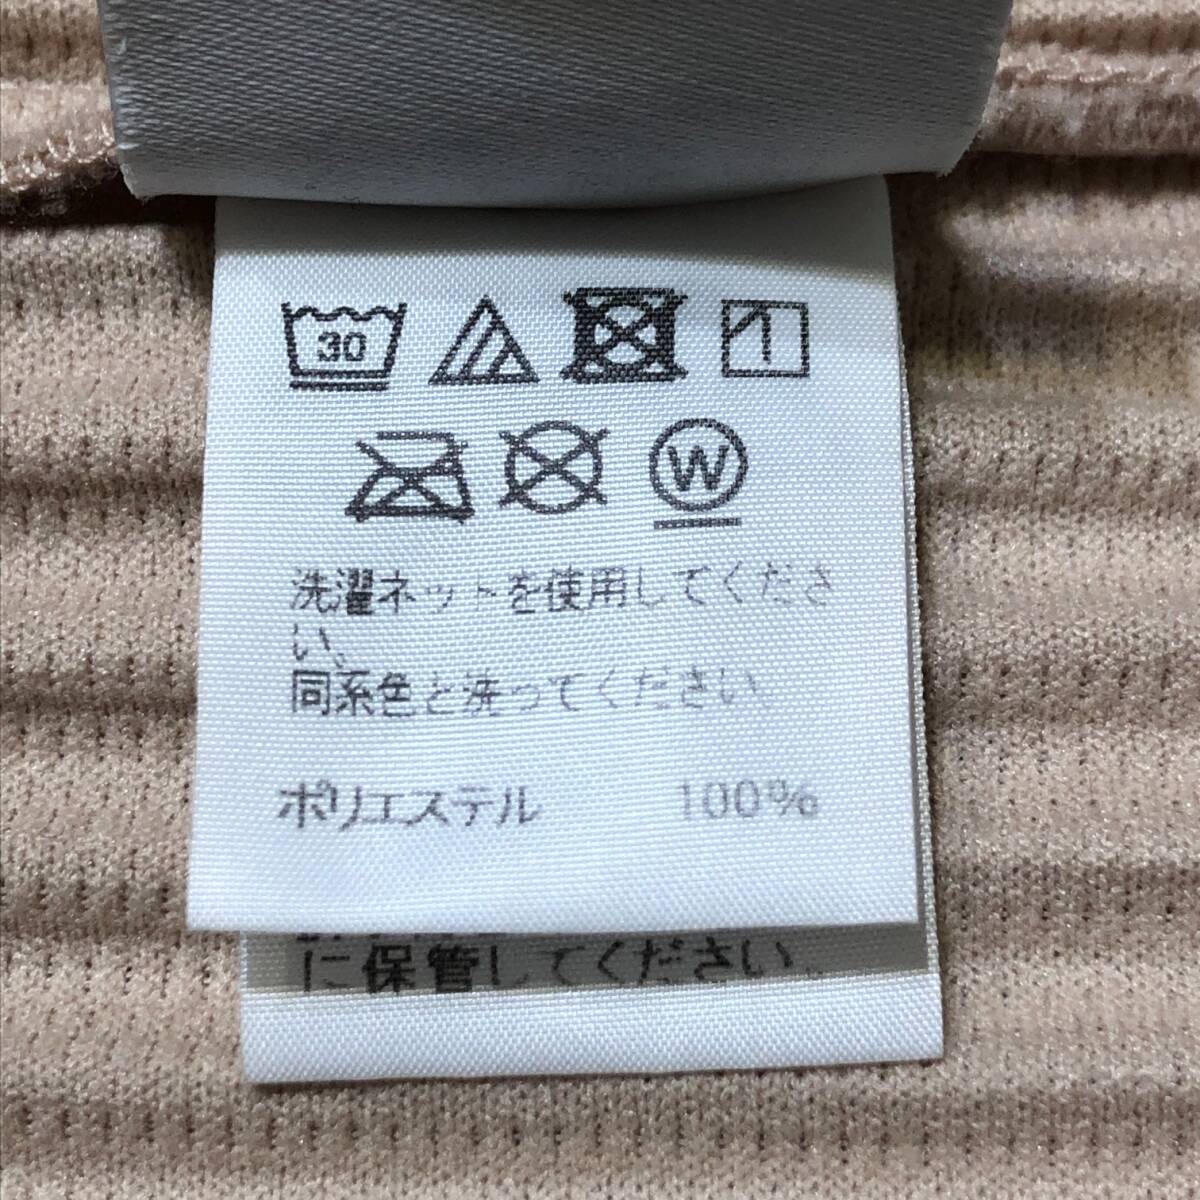 30
W
洗濯ネットを使用してくださ
い。
同系色と洗ってください
ポリエステル 100%
に保管してください。